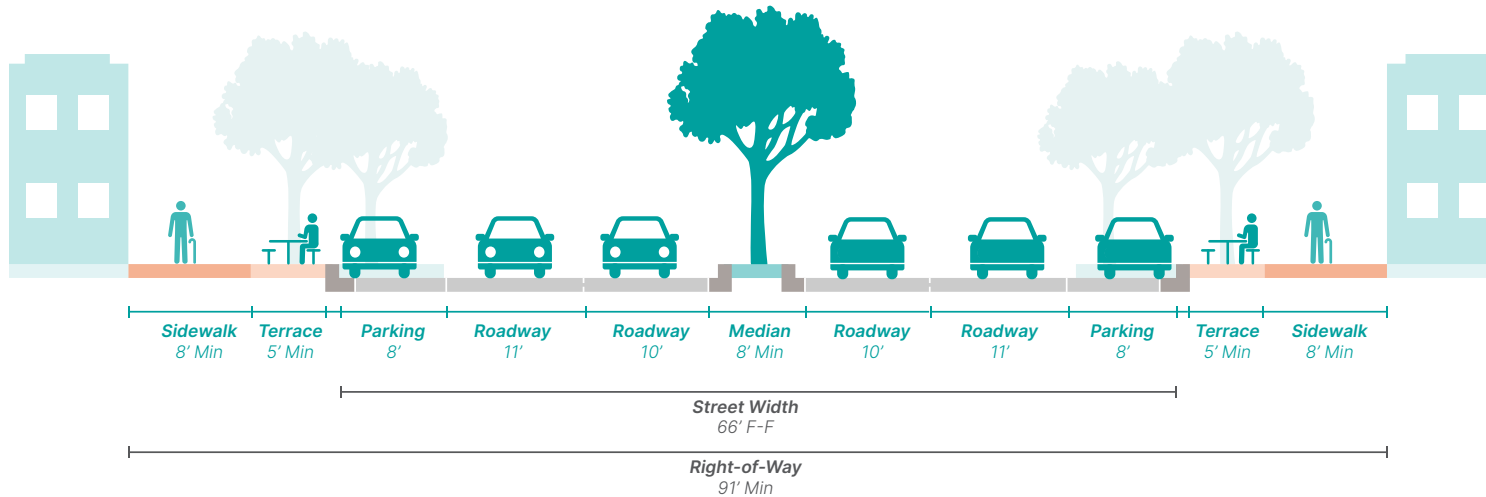 Sidewalk
8’ Min
Terrace
5’ Min
Parking
8’
Roadway
11’
Roadway
10’
Median
8’ Min
Roadway
10’
Roadway
11’
Parking
8’
Terrace
5’ Min
Sidewalk
8’ Min
Street Width
66’ F-F
Right-of-Way
91’ Min